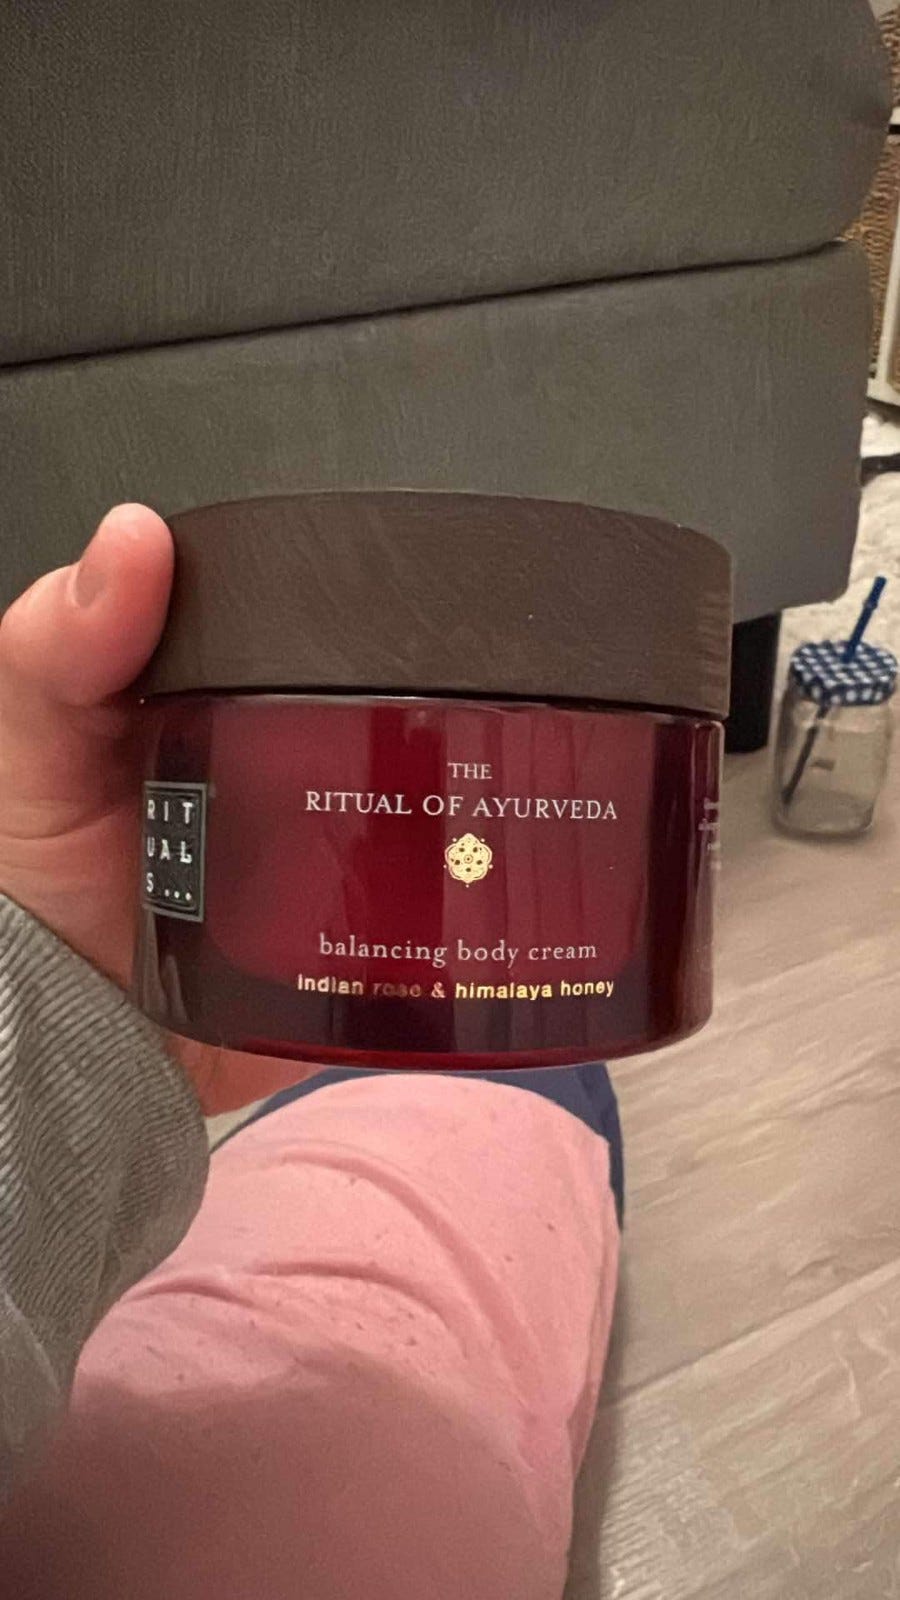 RIT
UAL
S...
THE
RITUAL OF AYURVEDA
balancing body cream
indian rose & himalaya honey